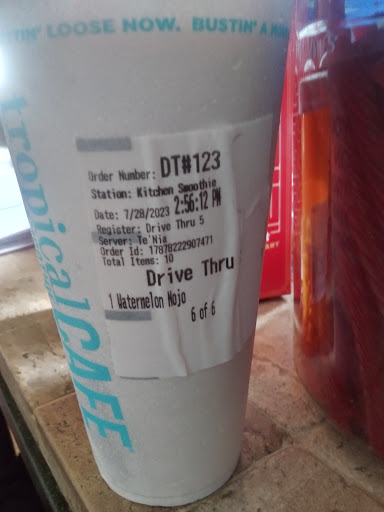 TIN' LOOSE NOW. BUSTIN' A M
tropicalCAFE
Order Number: DT#123
Station: Kitchen Smoothie
Date: 7/28/2023 2:56:12 PM
Register: Drive Thru 5
Server: Te'Nia
Order Id: 17878222907471
Total Items: 10
Drive Thru
1 Watermelon Mojo
6 of 6